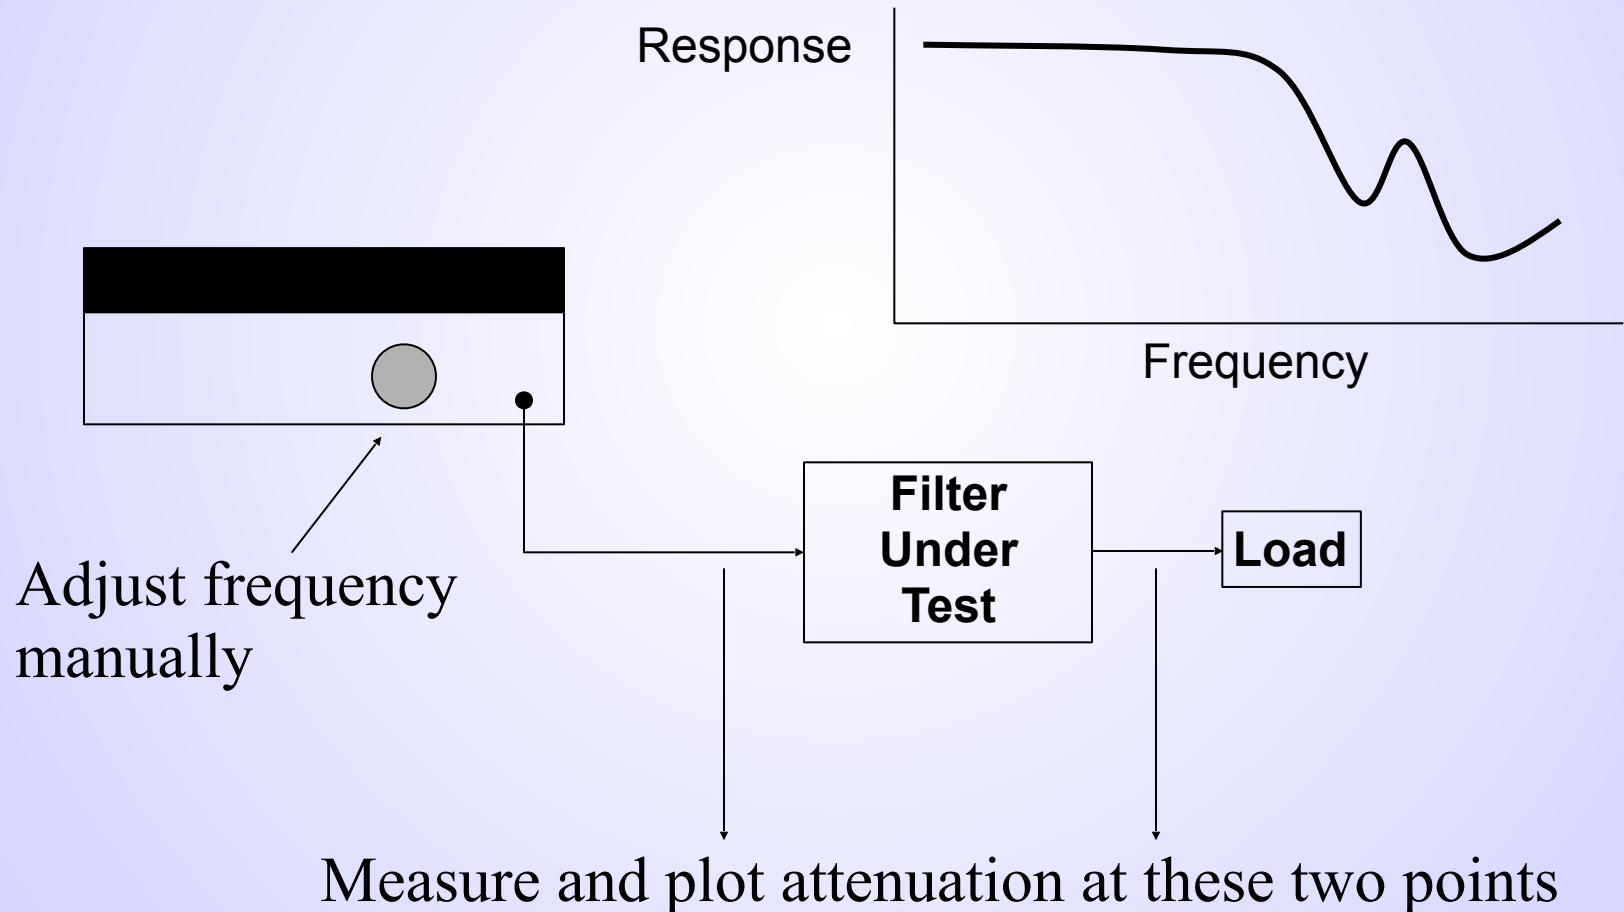 Response
Frequency
Adjust frequency
manually
Filter
Under
Test
Load
Measure and plot attenuation at these two points